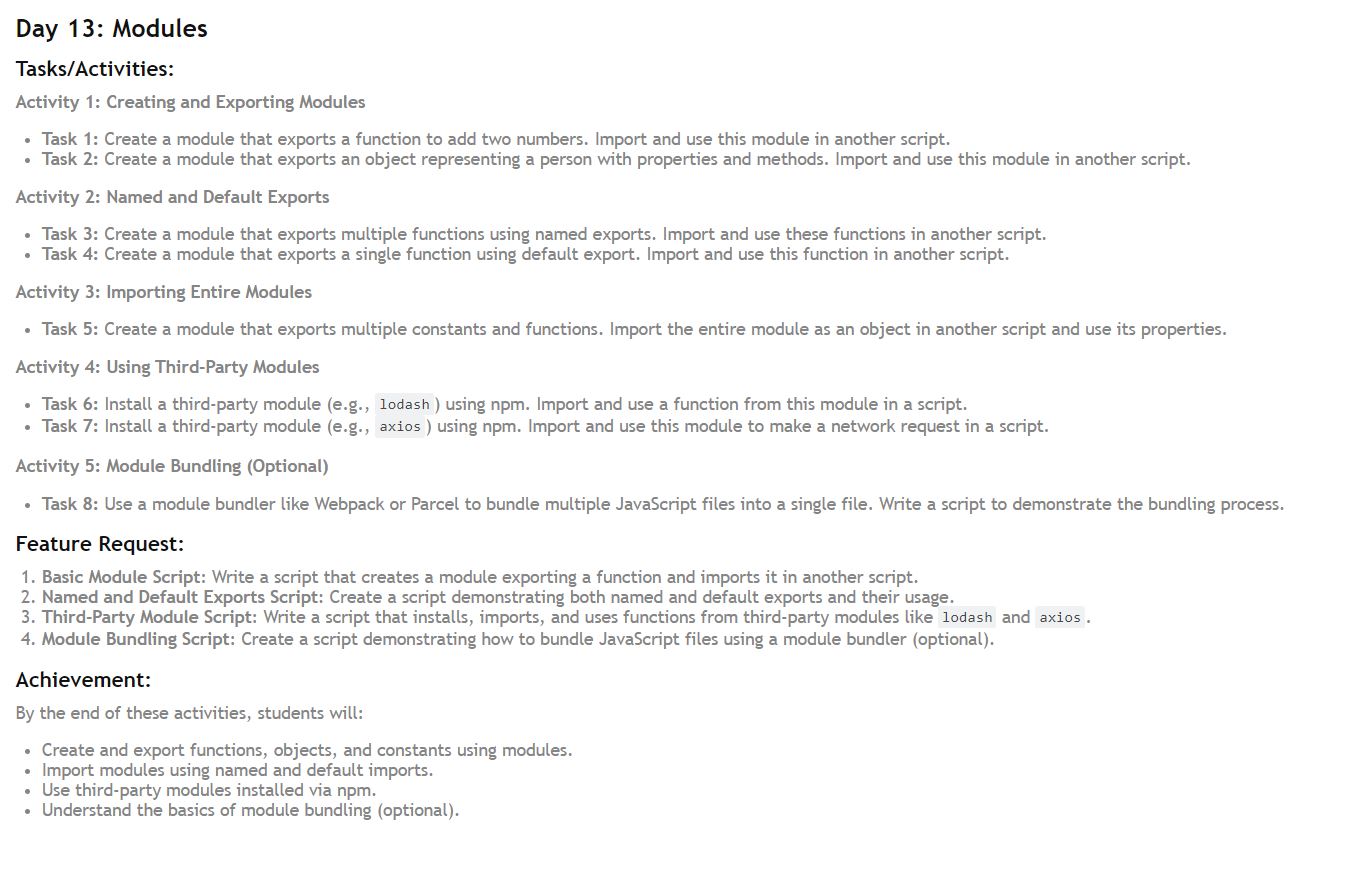 Day 13: Modules
Tasks/Activities:
Activity 1: Creating and Exporting Modules
• Task 1: Create a module that exports a function to add two numbers. Import and use this module in another script.
• Task 2: Create a module that exports an object representing a person with properties and methods. Import and use this module in another script.
Activity 2: Named and Default Exports
• Task 3: Create a module that exports multiple functions using named exports. Import and use these functions in another script.
• Task 4: Create a module that exports a single function using default export. Import and use this function in another script.
Activity 3: Importing Entire Modules
• Task 5: Create a module that exports multiple constants and functions. Import the entire module as an object in another script and use its properties.
Activity 4: Using Third-Party Modules
• Task 6: Install a third-party module (e.g., lodash) using npm. Import and use a function from this module in a script.
• Task 7: Install a third-party module (e.g., axios) using npm. Import and use this module to make a network request in a script.
Activity 5: Module Bundling (Optional)
• Task 8: Use a module bundler like Webpack or Parcel to bundle multiple JavaScript files into a single file. Write a script to demonstrate the bundling process.
Feature Request:
1. Basic Module Script: Write a script that creates a module exporting a function and imports it in another script.
2. Named and Default Exports Script: Create a script demonstrating both named and default exports and their usage.
3. Third-Party Module Script: Write a script that installs, imports, and uses functions from third-party modules like lodash and axios.
4. Module Bundling Script: Create a script demonstrating how to bundle JavaScript files using a module bundler (optional).
Achievement:
By the end of these activities, students will:
• Create and export functions, objects, and constants using modules.
• Import modules using named and default imports.
• Use third-party modules installed via npm.
• Understand the basics of module bundling (optional).